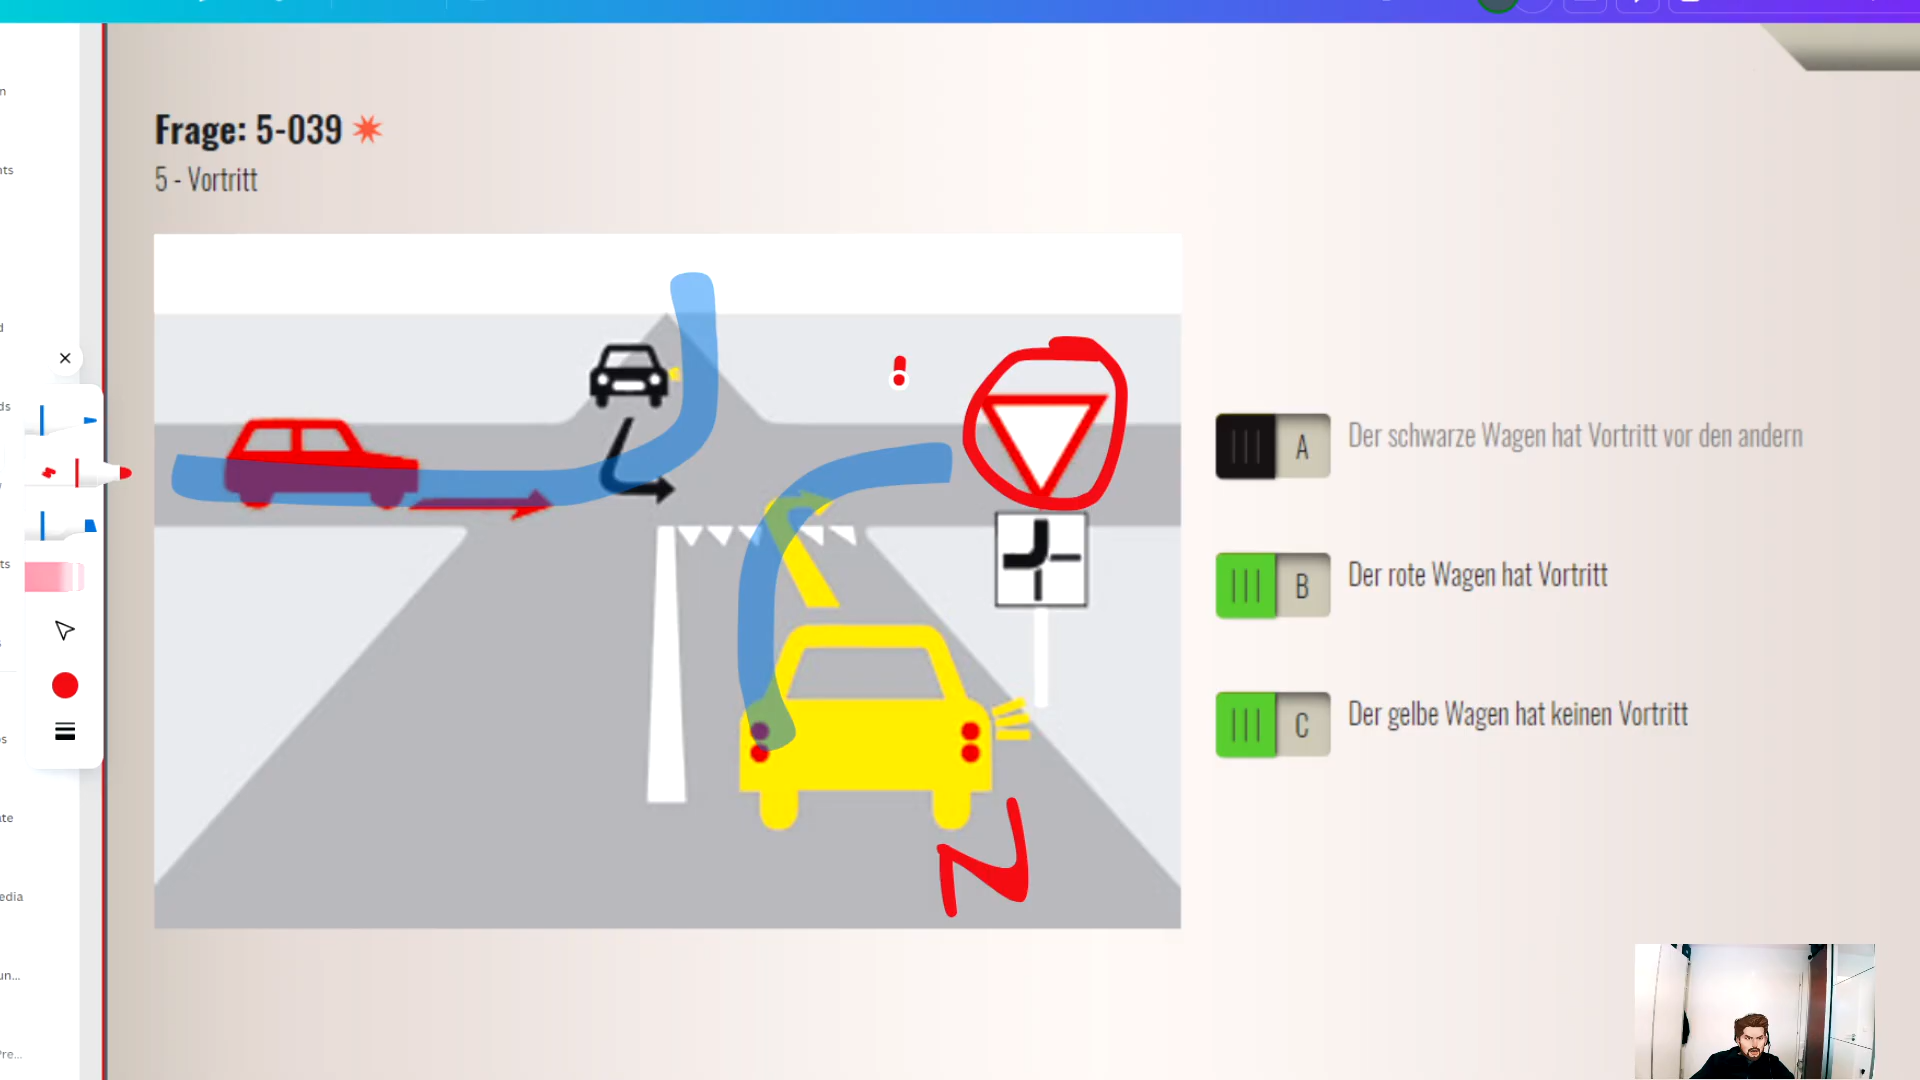 Frage: 5-039
5 - Vortritt
A Der schwarze Wagen hat Vortritt vor den andern
B Der rote Wagen hat Vortritt
C Der gelbe Wagen hat keinen Vortritt